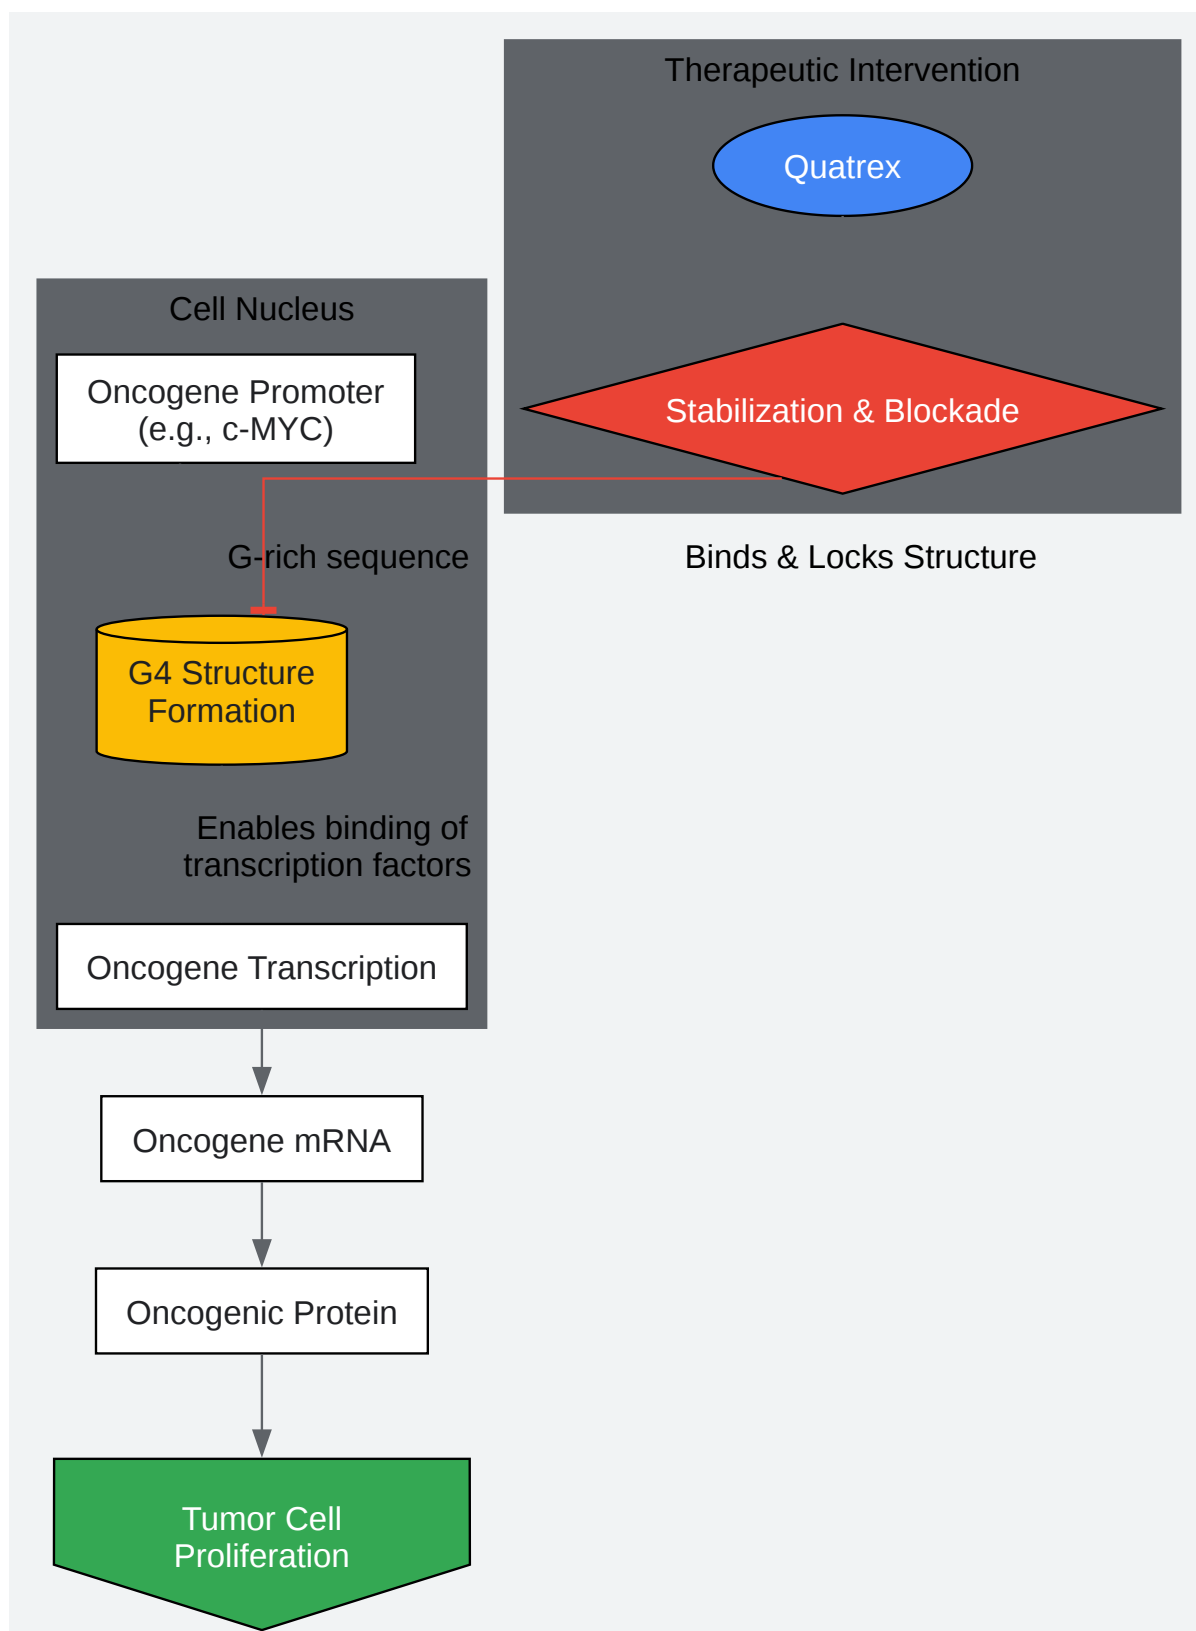 Therapeutic Intervention
Quatrex
Cell Nucleus
Oncogene Promoter
(e.g., c-MYC)
Stabilization & Blockade
G-rich sequence
Binds & Locks Structure
G4 Structure
Formation
Enables binding of
transcription factors
Oncogene Transcription
Oncogene mRNA
Oncogenic Protein
Tumor Cell
Proliferation